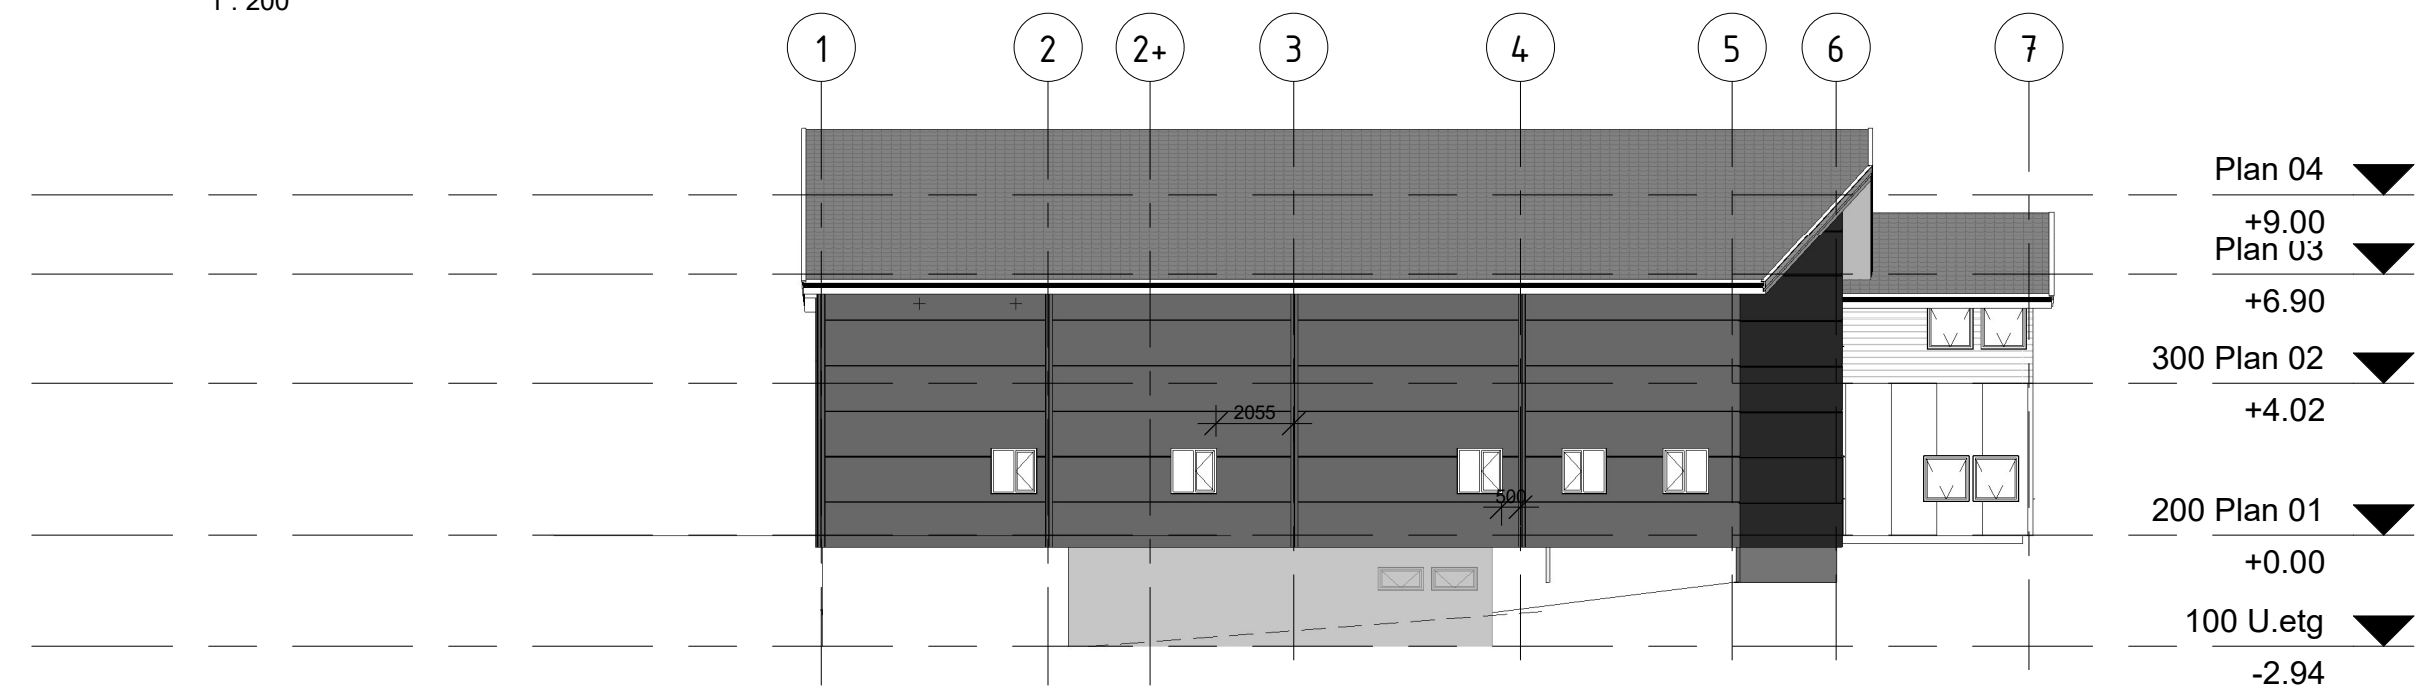 1 : 200
1 2 2+ 3 4 5 6 7
Plan 04
+9.00
Plan 03
+6.90
300 Plan 02
+4.02
2055
500
200 Plan 01
+0.00
100 U.etg
-2.94